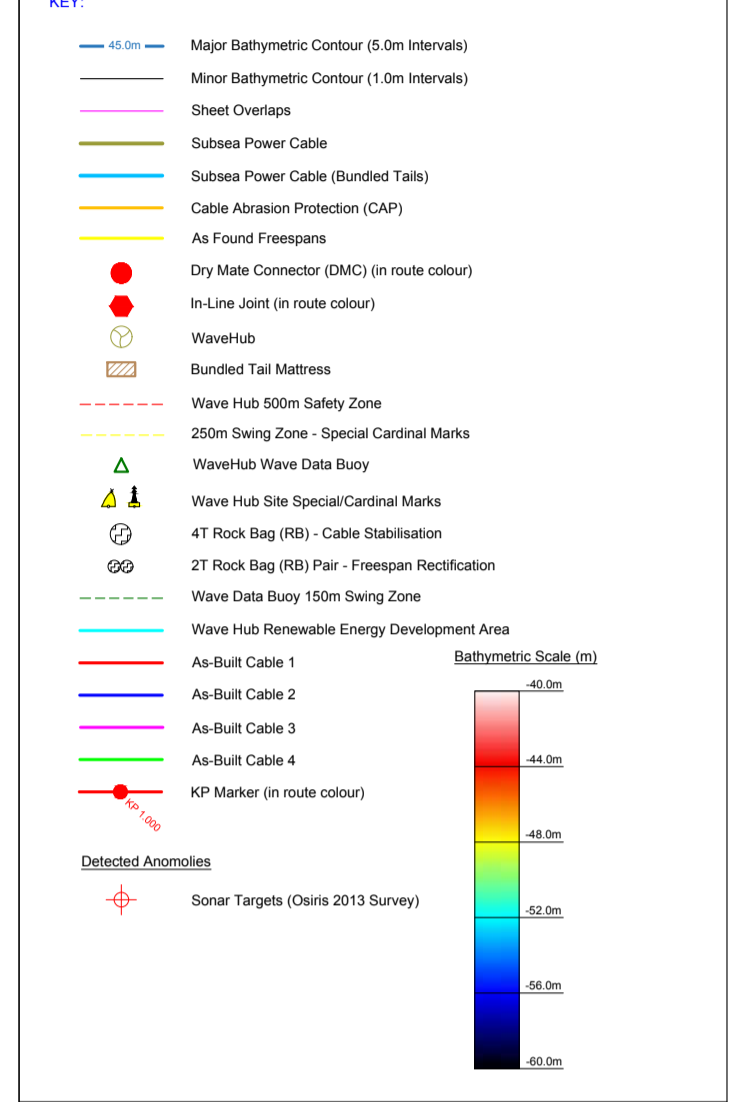 KEY:
45.0m Major Bathymetric Contour (5.0m Intervals)
Minor Bathymetric Contour (1.0m Intervals)
Sheet Overlaps
Subsea Power Cable
Subsea Power Cable (Bundled Tails)
Cable Abrasion Protection (CAP)
As Found Freespans
Dry Mate Connector (DMC) (in route colour)
In-Line Joint (in route colour)
WaveHub
Bundled Tail Mattress
Wave Hub 500m Safety Zone
250m Swing Zone - Special Cardinal Marks
WaveHub Wave Data Buoy
Wave Hub Site Special/Cardinal Marks
4T Rock Bag (RB) - Cable Stabilisation
2T Rock Bag (RB) Pair - Freespan Rectification
Wave Data Buoy 150m Swing Zone
Wave Hub Renewable Energy Development Area
As-Built Cable 1
As-Built Cable 2
As-Built Cable 3
As-Built Cable 4
KP Marker (in route colour)
KP 1.000
Detected Anomolies
Sonar Targets (Osiris 2013 Survey)
Bathymetric Scale (m)
-40.0m
-44.0m
-48.0m
-52.0m
-56.0m
-60.0m